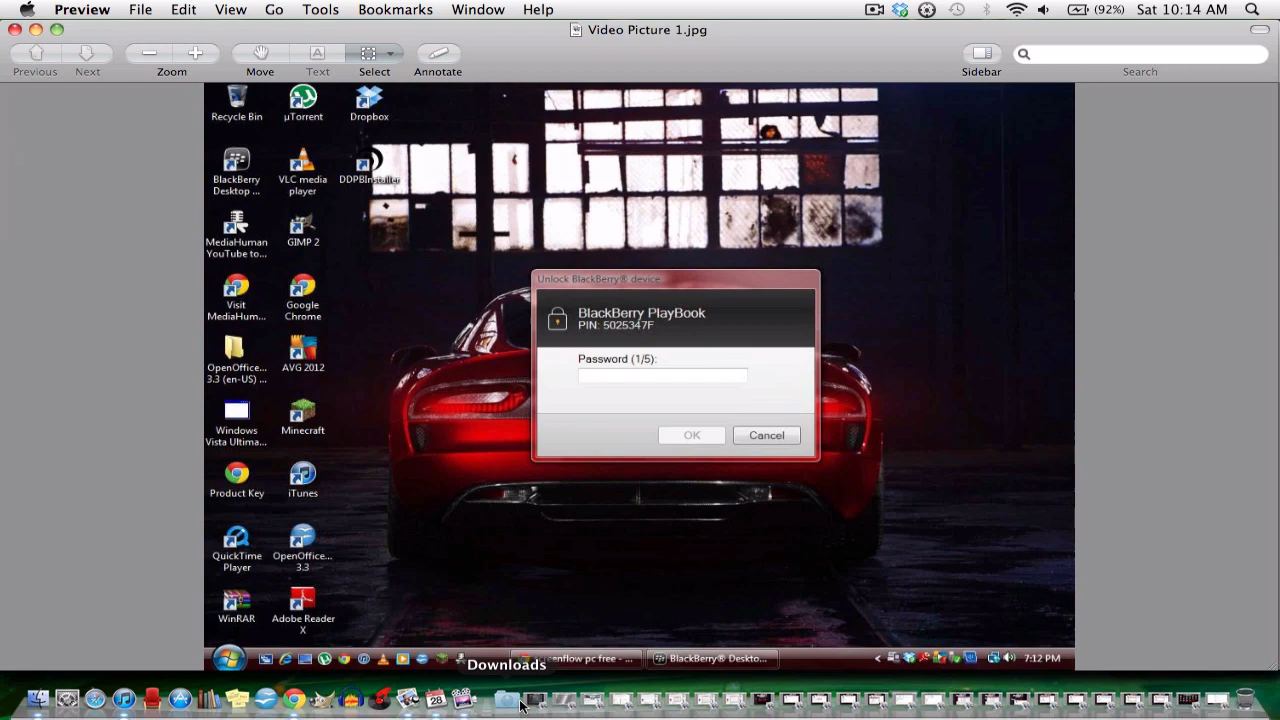 Preview File Edit View Go Tools Bookmarks Window Help (92%) Sat 10:14 AM
Video Picture 1.jpg
Previous Next Zoom Move Text Select Annotate Sidebar Search
Recycle Bin
µTorrent
Dropbox
BlackBerry
Desktop ...
VLC media
player
DDPBInstaller
MediaHuman
YouTube to...
GIMP 2
Visit
MediaHum...
Google
Chrome
OpenOffice...
3.3 (en-US) ...
AVG 2012
Windows
Vista Ultima...
Minecraft
Product Key
iTunes
QuickTime
Player
OpenOffice...
3.3
WinRAR
Adobe Reader
X
Unlock BlackBerry® device
BlackBerry PlayBook
PIN: 5025347F
Password (1/5):
OK Cancel
pc free - ...
BlackBerry® Deskto...
7:12 PM
Downloads
28